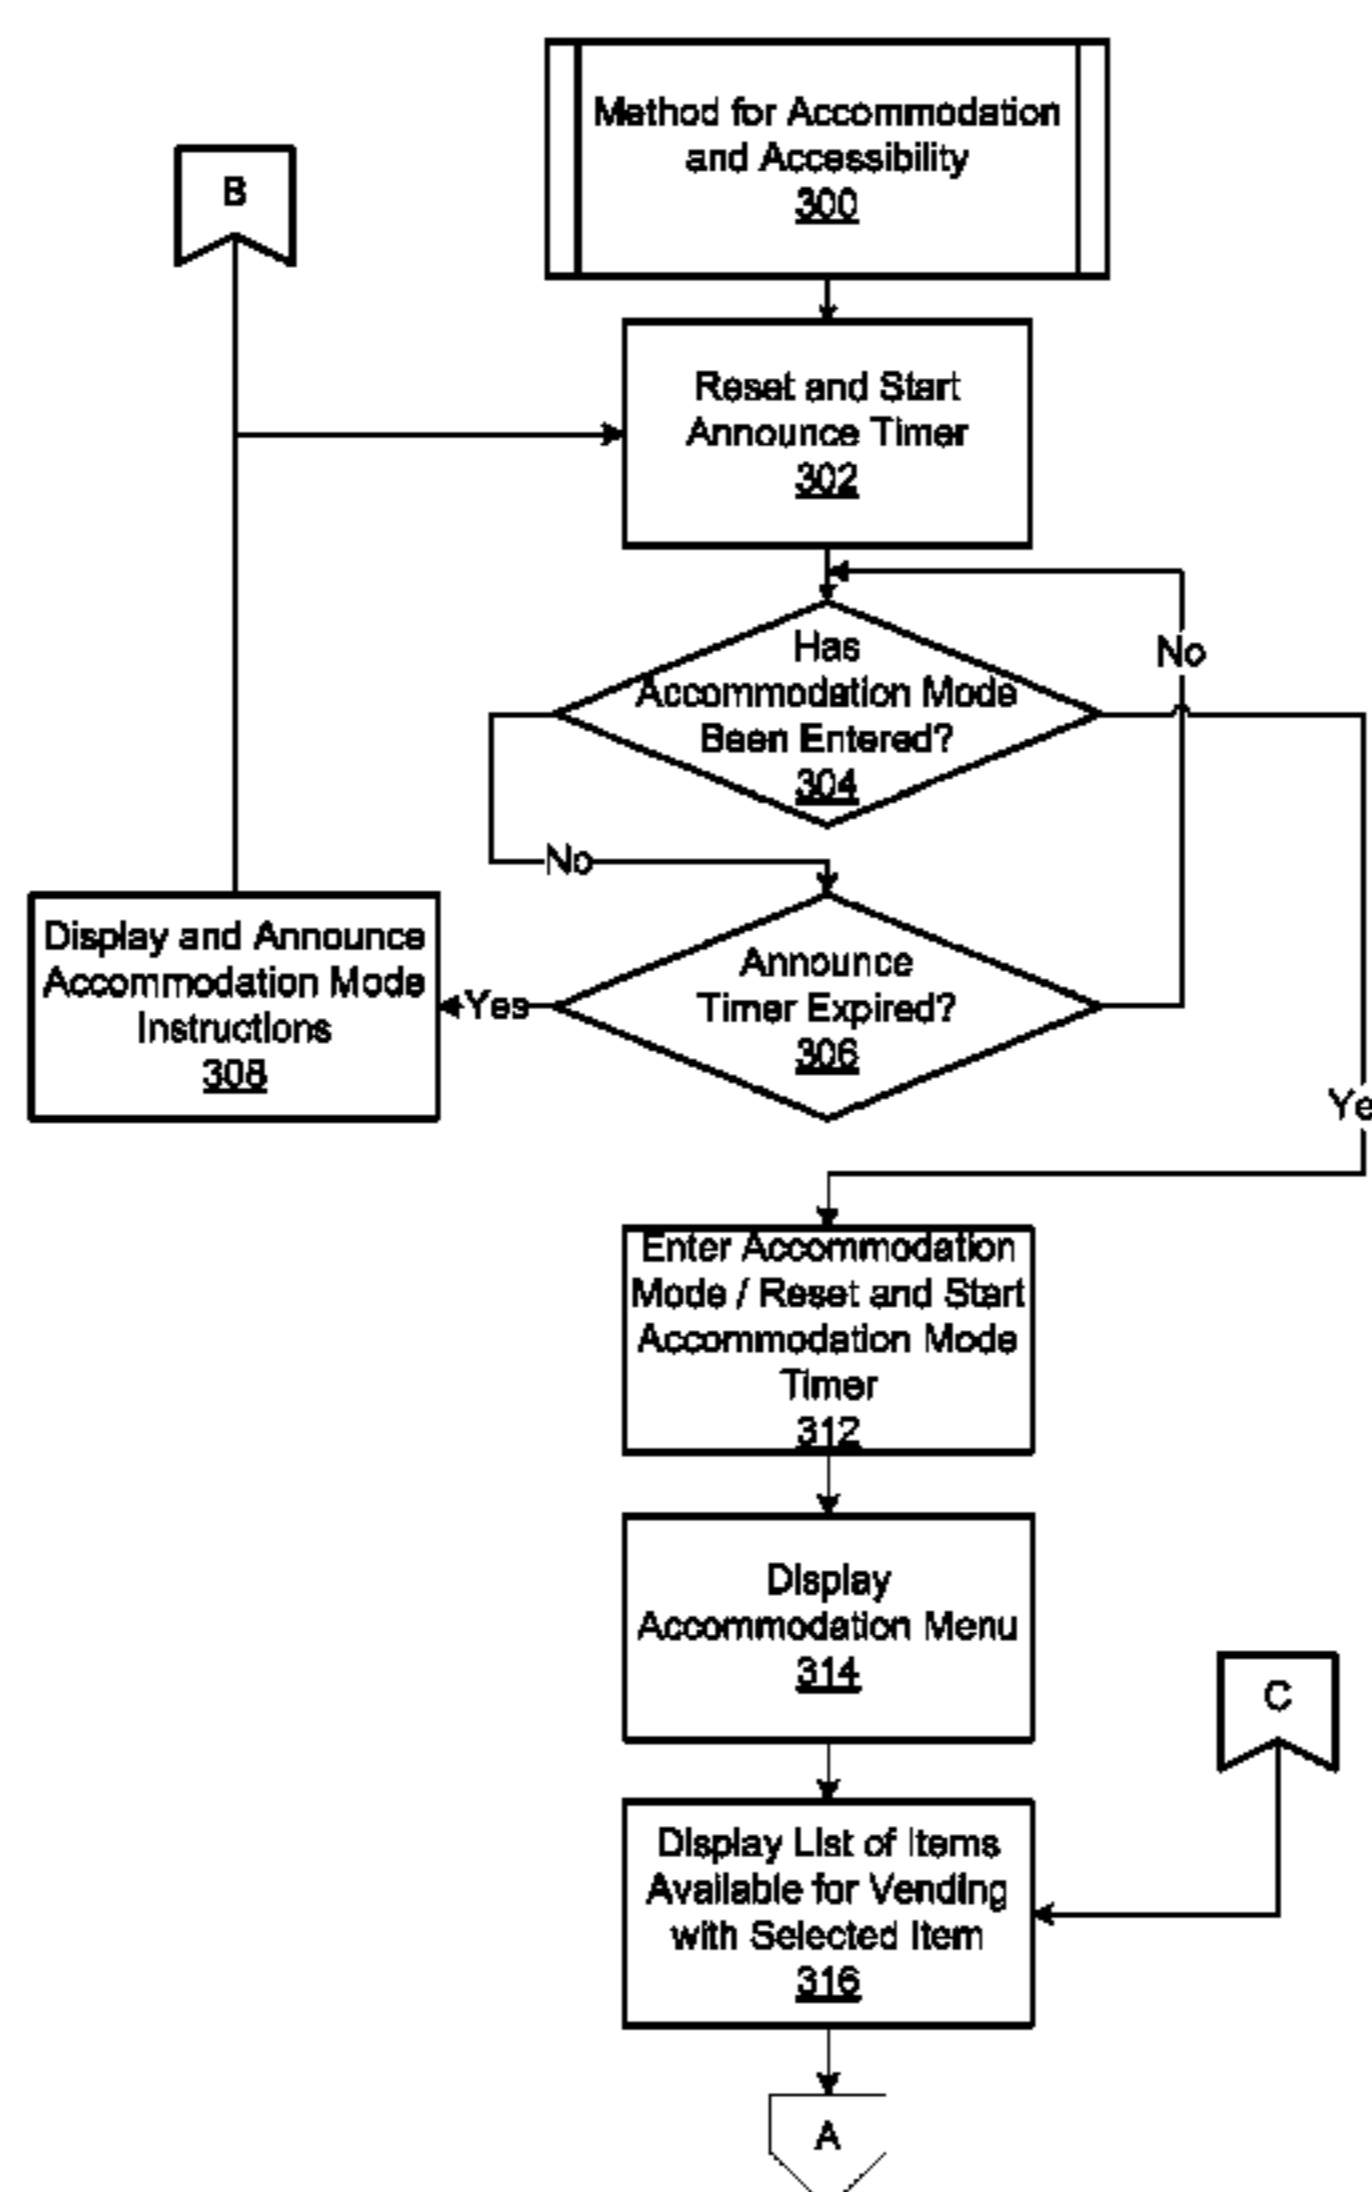 Method for Accommodation
and Accessibility
300
B
Reset and Start
Announce Timer
302
Has
Accommodation Mode
Been Entered?
304
No
No
Display and Announce
Accommodation Mode
Instructions
308
Yes
Announce
Timer Expired?
306
Ye
Enter Accommodation
Mode / Reset and Start
Accommodation Mode
Timer
312
Display
Accommodation Menu
314
C
Display List of Items
Available for Vending
with Selected Item
316
A